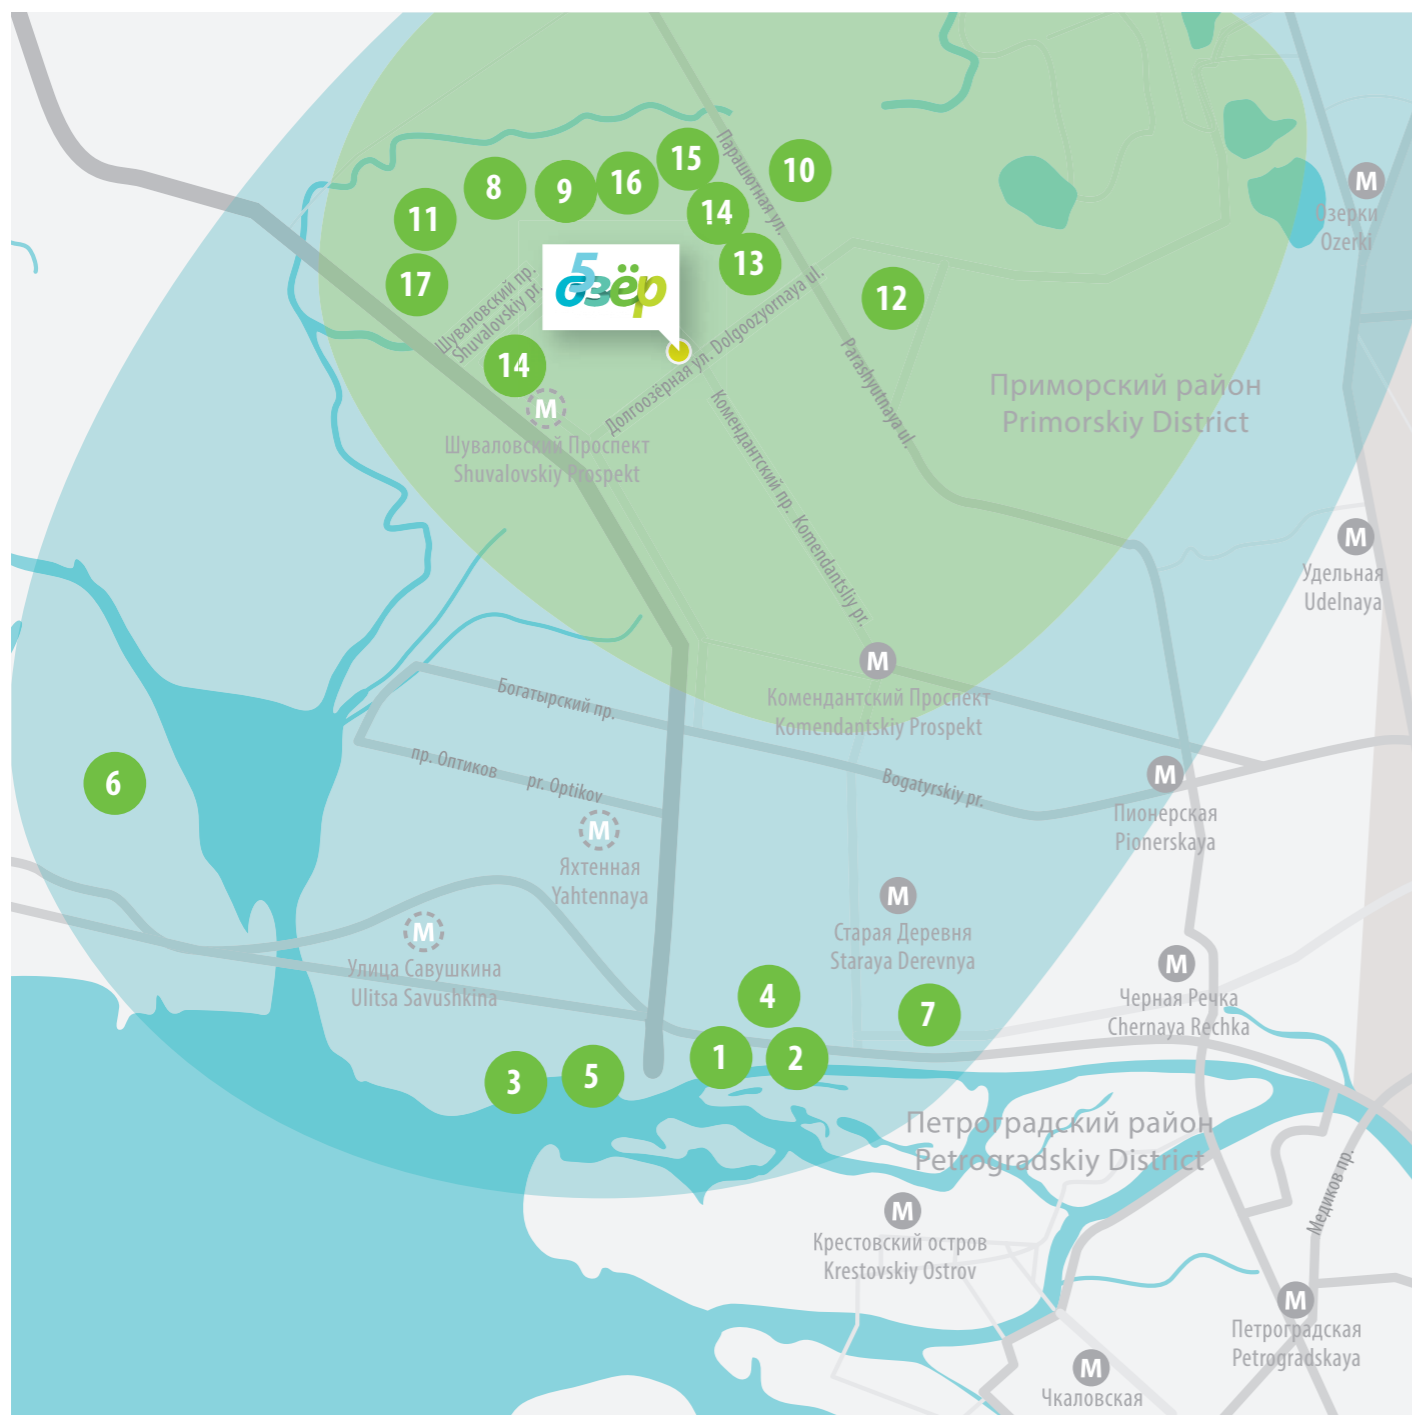 15
10
8
9
16
14
11
13
17
12
14
5
озёр
Парашютная ул.
Parashyutnaya ul.
Шуваловский пр.
Shuvalovskiy pr.
Долгоозёрная ул. Dolgoozyornaya ul.
Комендантский пр. Komendantsliy pr.
M
Озерки
Ozerki
Приморский район
Primorskiy District
M
Шуваловский Проспект
Shuvalovskiy Prospekt
M
Удельная
Udelnaya
M
Комендантский Проспект
Komendantskiy Prospekt
Богатырский пр.
Bogatyrskiy pr.
пр. Оптиков
pr. Optikov
6
M
Пионерская
Pionerskaya
M
Яхтенная
Yahtennaya
M
Старая Деревня
Staraya Derevnya
M
Улица Савушкина
Ulitsa Savushkina
M
Черная Речка
Chernaya Rechka
4
7
1
2
3
5
Петроградский район
Petrogradskiy District
Медиков пр.
M
Крестовский остров
Krestovskiy Ostrov
M
Петроградская
Petrogradskaya
M
Чкаловская